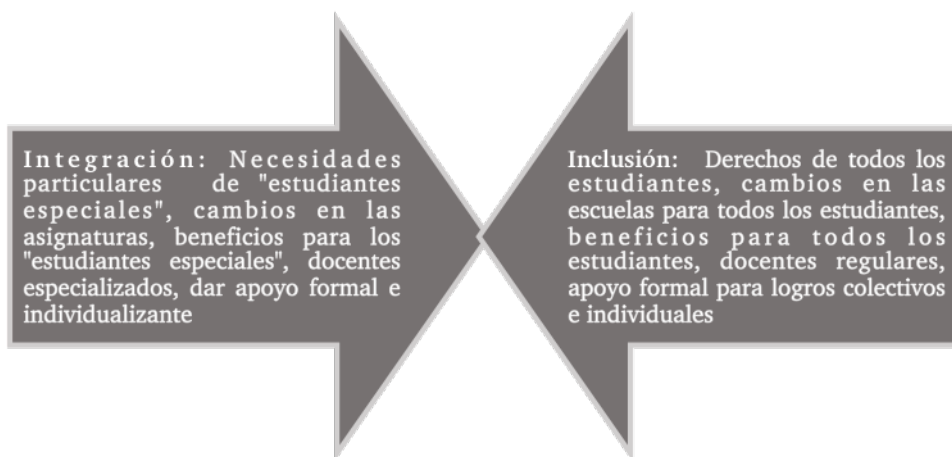 Integración: Necesidades
particulares de "estudiantes
especiales", cambios en las
asignaturas, beneficios para los
"estudiantes especiales", docentes
especializados, dar apoyo formal e
individualizante
Inclusión: Derechos de todos los
estudiantes, cambios en las
escuelas para todos los estudiantes,
beneficios para todos los
estudiantes, docentes regulares,
apoyo formal para logros colectivos
e individuales